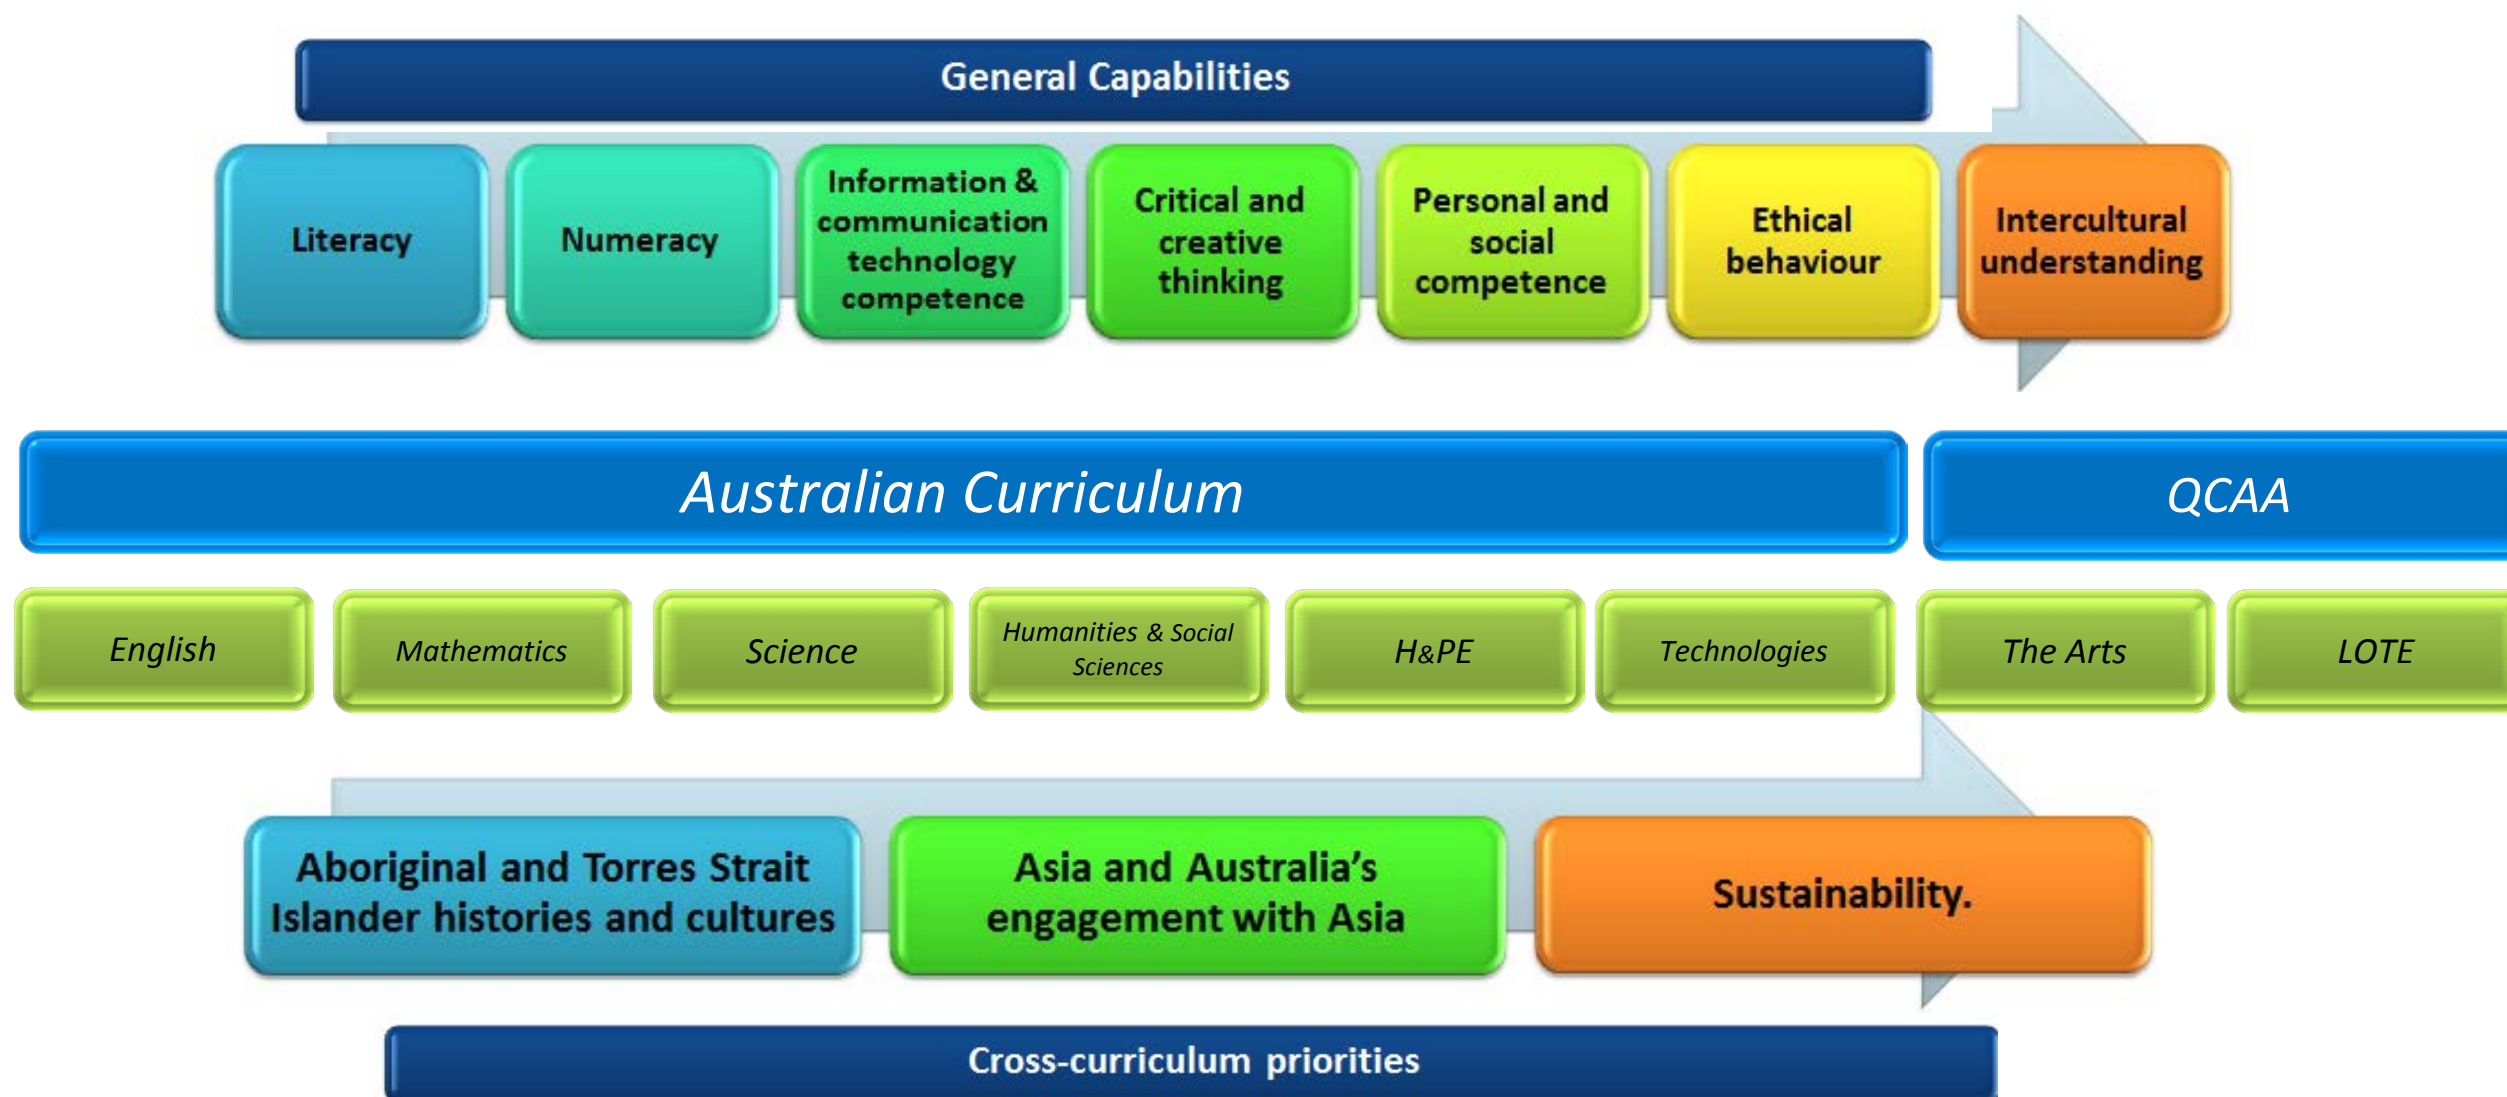 General Capabilities
Literacy
Numeracy
Information &
communication
technology
competence
Critical and
creative
thinking
Personal and
social
competence
Ethical
behaviour
Intercultural
understanding
Australian Curriculum
QCAA
English
Mathematics
Science
Humanities & Social
Sciences
H&PE
Technologies
The Arts
LOTE
Aboriginal and Torres Strait
Islander histories and cultures
Asia and Australia's
engagement with Asia
Sustainability.
Cross-curriculum priorities